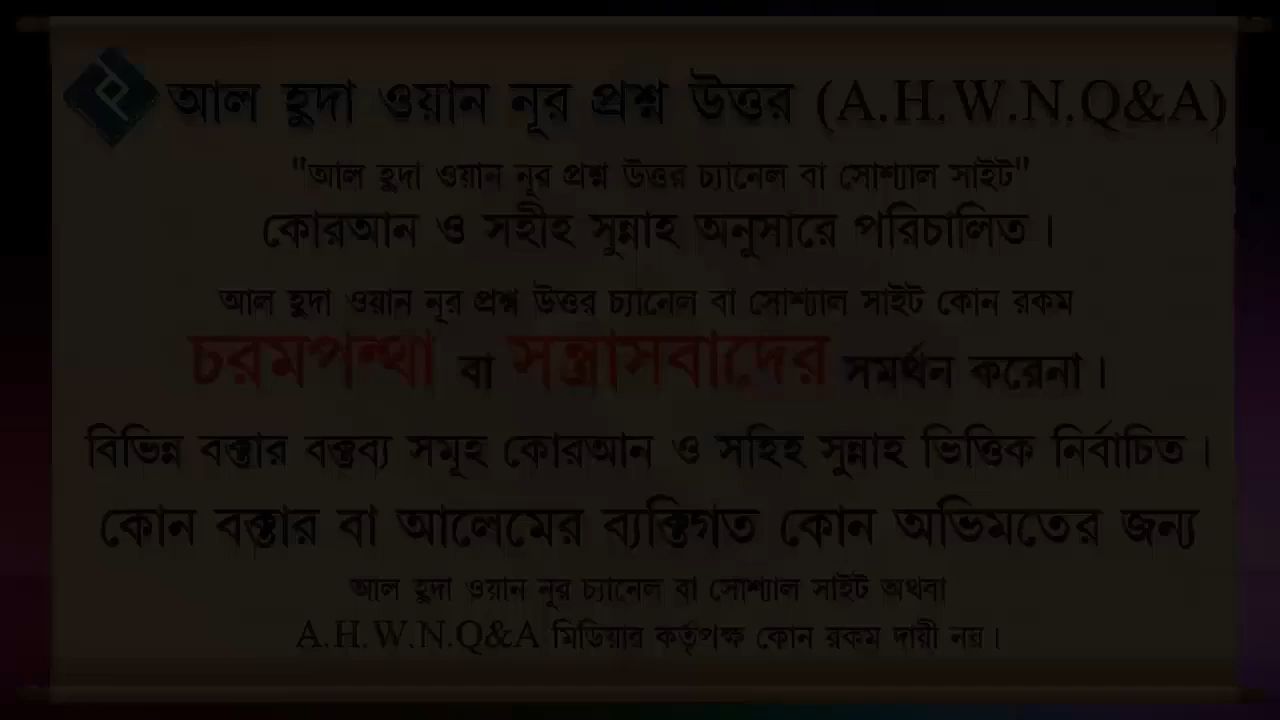 আল হুদা ওয়ান নূর প্রশ্ন উত্তর (A.H.W.N.Q&A)
"আল হুদা ওয়ান নূর প্রশ্ন উত্তর চ্যানেল বা সোশ্যাল সাইট"
কোরআন ও সহীহ সুন্নাহ অনুসারে পরিচালিত।
আল হুদা ওয়ান নূর প্রশ্ন উত্তর চ্যানেল বা সোশ্যাল সাইট কোন রকম
চরমপন্থা বা সন্ত্রাসবাদের সমর্থন করেনা।
বিভিন্ন বক্তার বক্তব্য সমূহ কোরআন ও সহিহ সুন্নাহ ভিত্তিক নির্বাচিত।
কোন বক্তার বা আলেমের ব্যক্তিগত কোন অভিমতের জন্য
আল হুদা ওয়ান নূর চ্যানেল বা সোশ্যাল সাইট অথবা
A.H.W.N.Q&A মিডিয়ার কর্তৃপক্ষ কোন রকম দায়ী নয়।